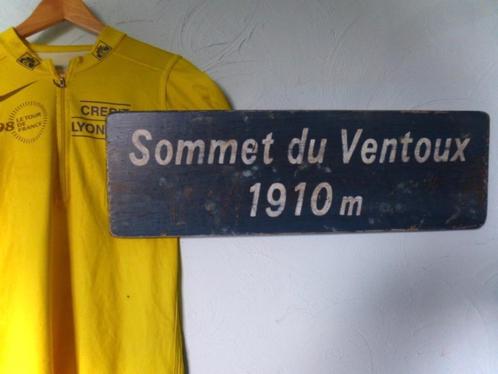 98 LE TOUR
DE
FRANCE
CREDIT
LYON
Sommet du Ventoux
1910 m